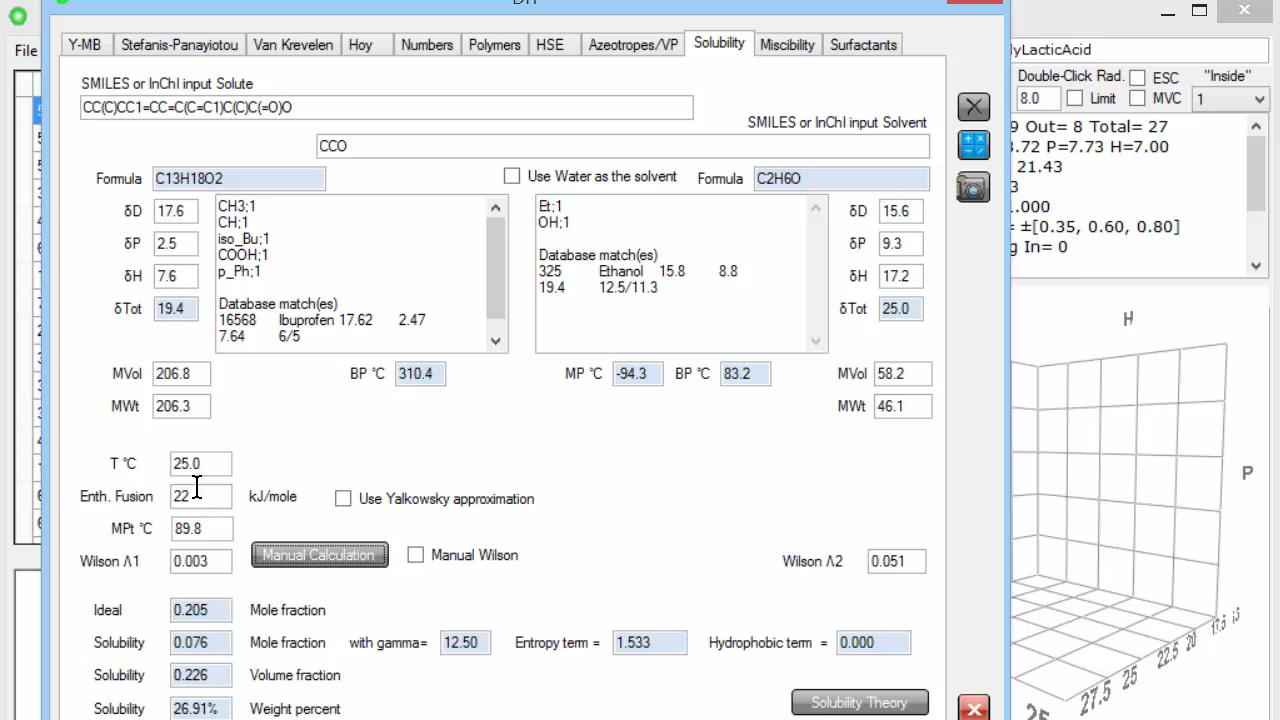 File
Y-MB Stefanis-Panayiotou Van Krevelen Hoy Numbers Polymers HSE Azeotropes/VP Solubility Miscibility Surfactants
SMILES or InChI input Solute
CC(C)CC1=CC=C(C=C1)C(C)C(=O)O
SMILES or InChI input Solvent
CCO
Formula C13H18O2 Use Water as the solvent Formula C2H6O
δD 17.6
δP 2.5
δH 7.6
δTot 19.4
CH3;1
CH;1
iso_Bu;1
COOH;1
p_Ph;1
Database match(es)
16568 Ibuprofen 17.62 2.47
7.64 6/5
Et;1
OH;1
Database match(es)
325 Ethanol 15.8 8.8
19.4 12.5/11.3
δD 15.6
δP 9.3
δH 17.2
δTot 25.0
MVol 206.8 BP °C 310.4 MP °C -94.3 BP °C 83.2 MVol 58.2
MWt 206.3 MWt 46.1
T °C 25.0
Enth. Fusion 22 kJ/mole Use Yalkowsky approximation
MPt °C 89.8
Wilson Λ1 0.003 Manual Calculation Manual Wilson Wilson Λ2 0.051
Ideal 0.205 Mole fraction
Solubility 0.076 Mole fraction with gamma= 12.50 Entropy term = 1.533 Hydrophobic term = 0.000
Solubility 0.226 Volume fraction
Solubility 26.91% Weight percent
Solubility Theory
lyLacticAcid
Double-Click Rad. ESC "Inside"
8.0 Limit MVC 1
9 Out= 8 Total= 27
.72 P=7.73 H=7.00
21.43
3
.000
= ±[0.35, 0.60, 0.80]
g In= 0
H
P
15
17.5
20
22.5
25
27.5
25